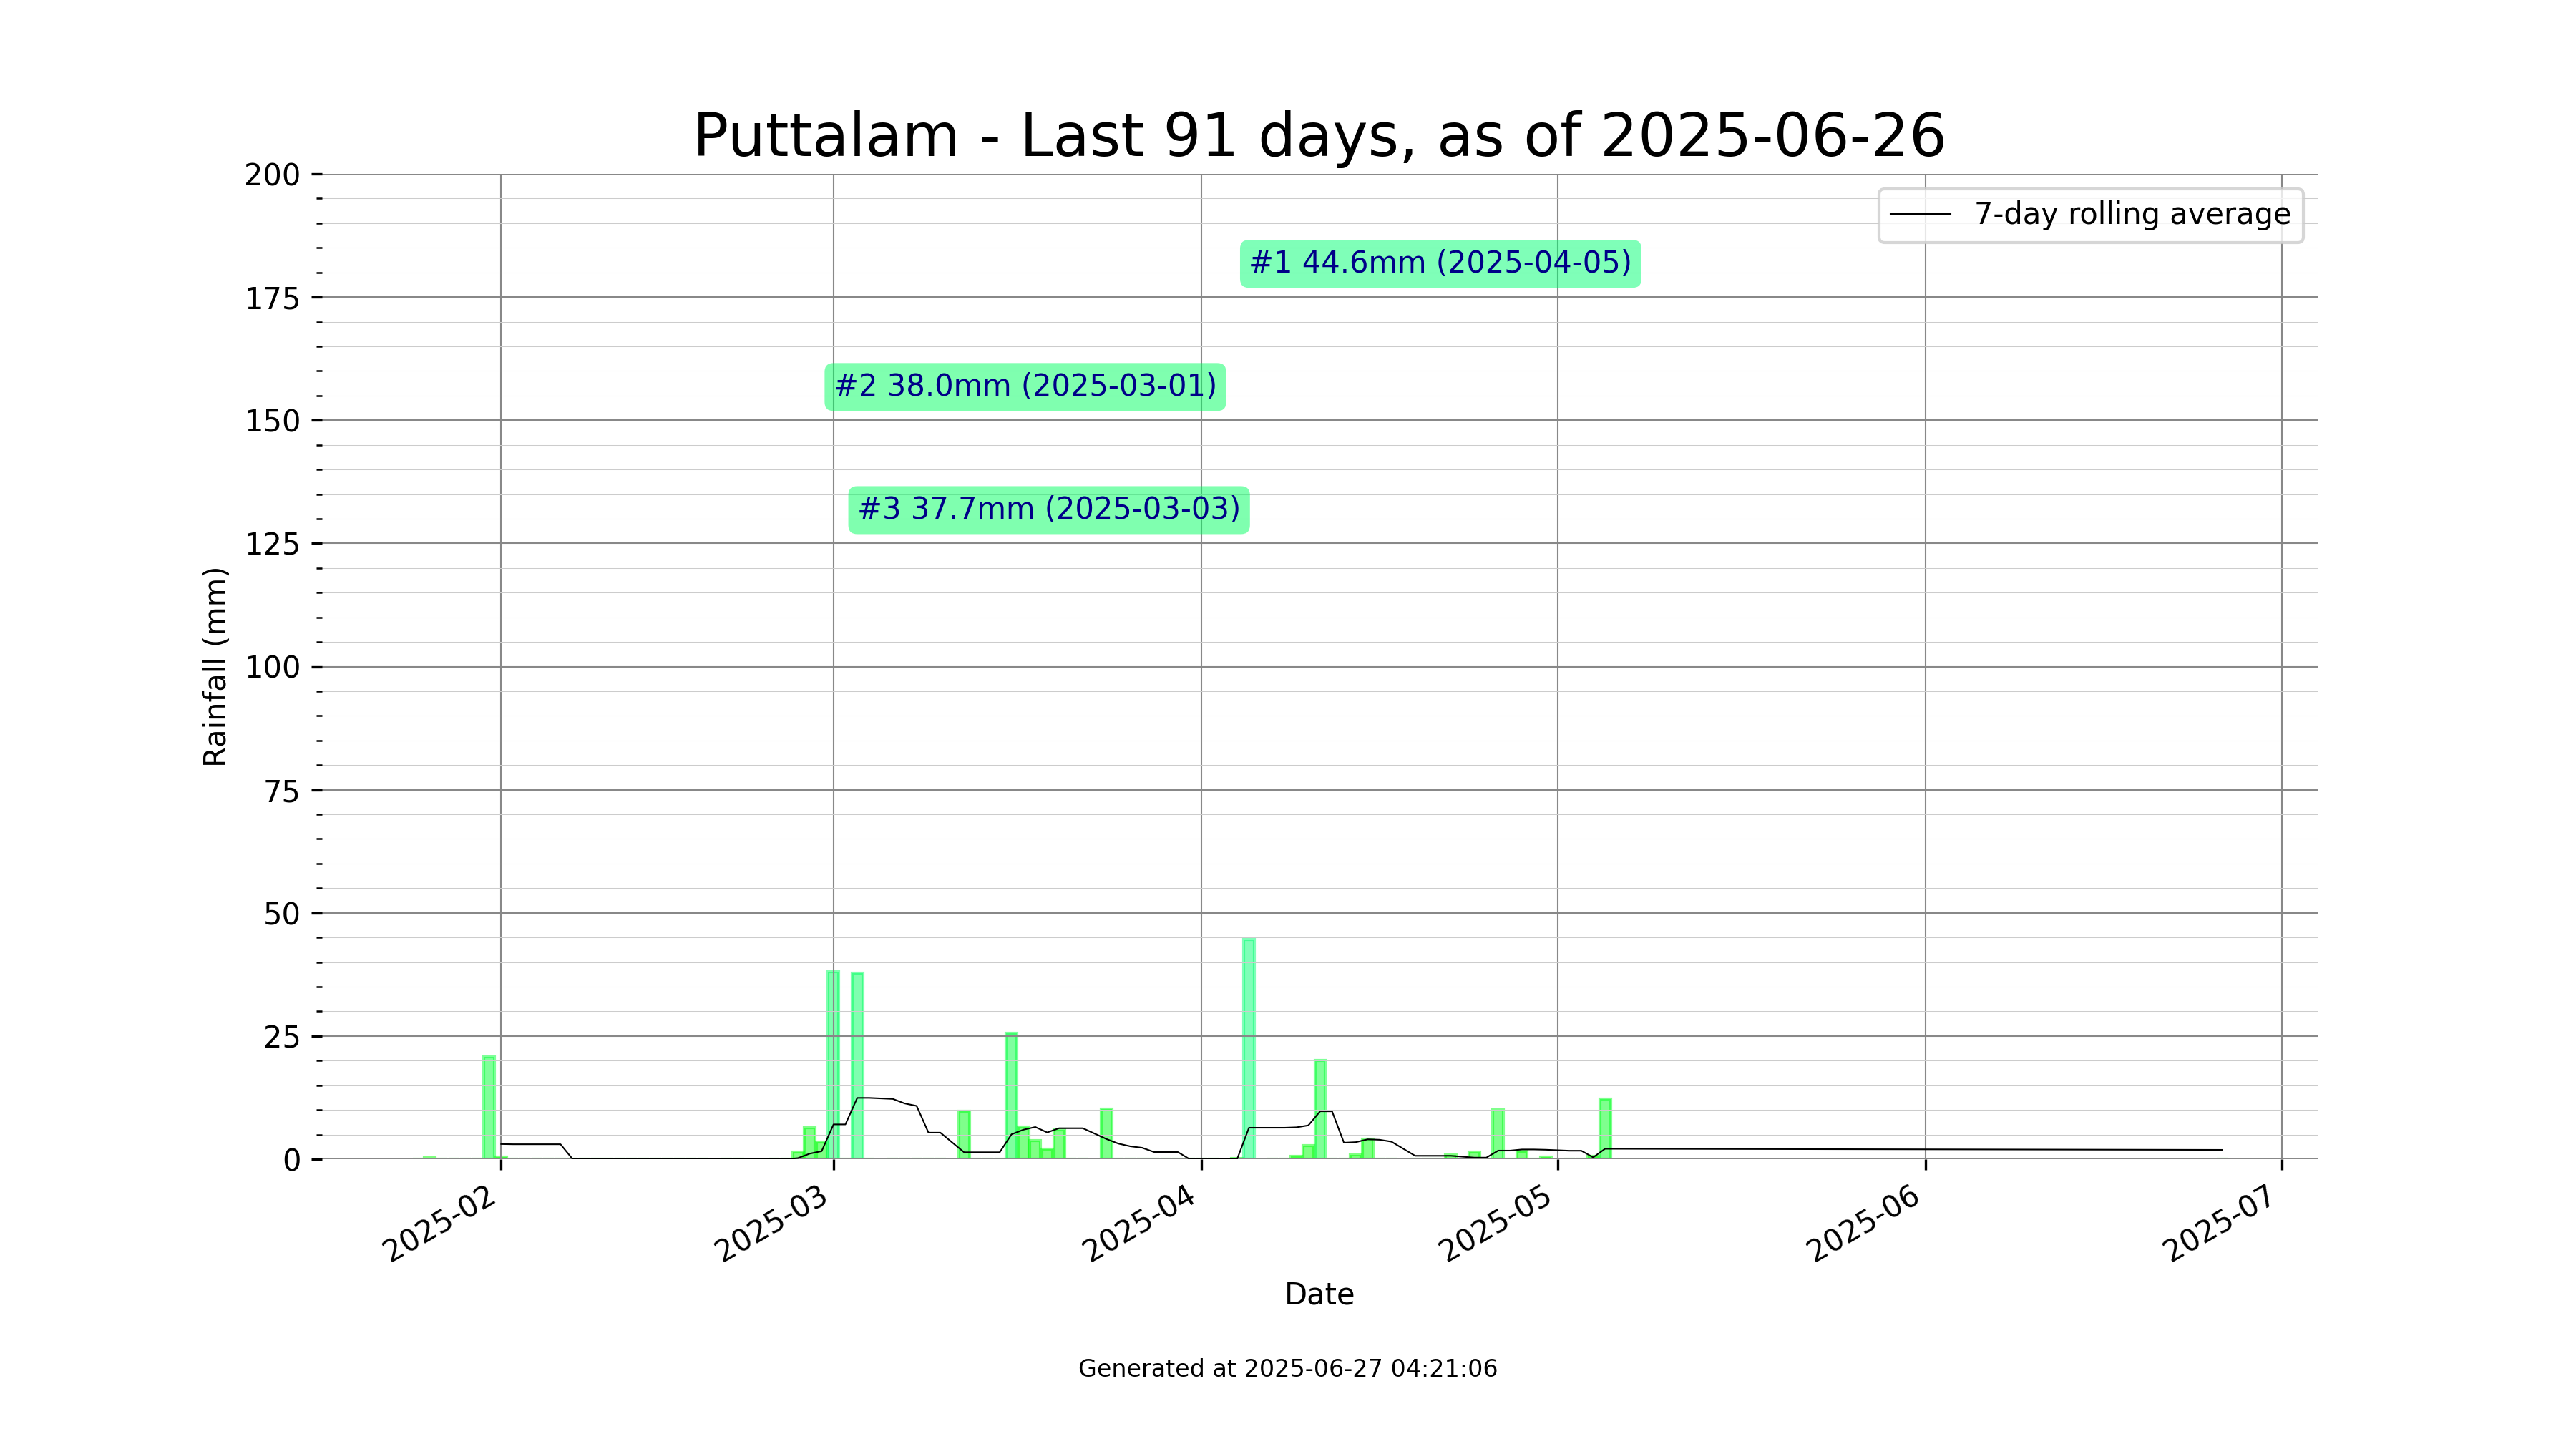 Puttalam - Last 91 days, as of 2025-06-26
200
175
150
125
100
75
50
25
0
Rainfall (mm)
7-day rolling average
#1 44.6mm (2025-04-05)
#2 38.0mm (2025-03-01)
#3 37.7mm (2025-03-03)
2025-02
2025-03
2025-04
2025-05
2025-06
2025-07
Date
Generated at 2025-06-27 04:21:06